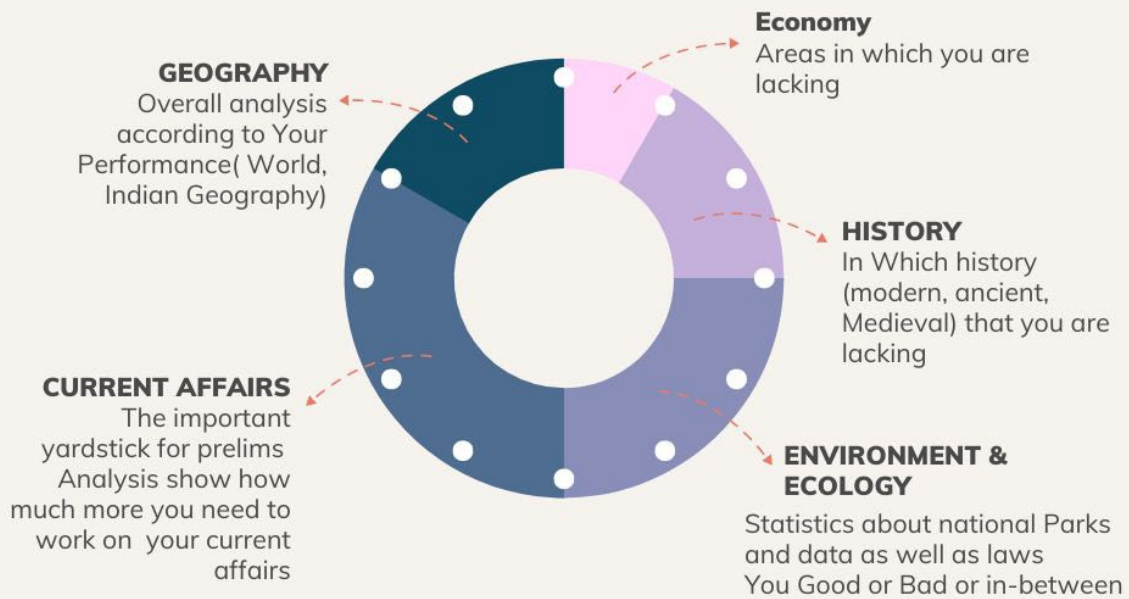 Economy
Areas in which you are
lacking
GEOGRAPHY
Overall analysis
according to Your
Performance( World,
Indian Geography)
HISTORY
In Which history
(modern, ancient,
Medieval) that you are
lacking
CURRENT AFFAIRS
The important
yardstick for prelims
Analysis show how
much more you need to
work on your current
affairs
ENVIRONMENT &
ECOLOGY
Statistics about national Parks
and data as well as laws
You Good or Bad or in-between